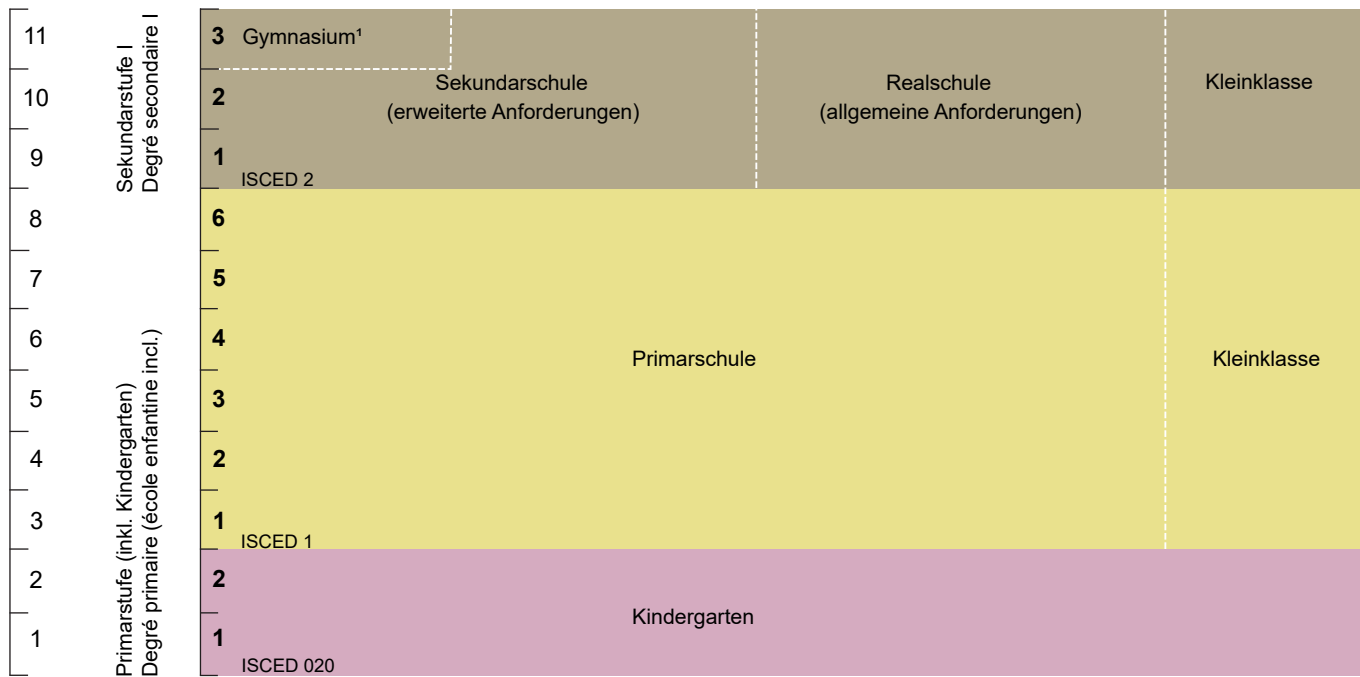 11
3
Gymnasium¹
10
2
Sekundarschule
(erweiterte Anforderungen)
Realschule
(allgemeine Anforderungen)
Kleinklasse
9
1
ISCED 2
Sekundarstufe I
Degré secondaire I
8
6
7
5
6
4
Primarschule
Kleinklasse
5
3
4
2
3
1
ISCED 1
Primarstufe (inkl. Kindergarten)
Degré primaire (école enfantine incl.)
2
2
Kindergarten
1
1
ISCED 020